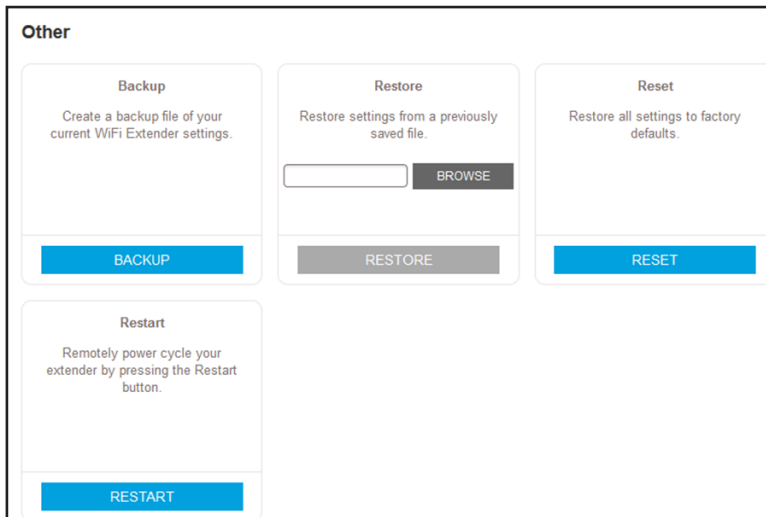 Other
Backup
Create a backup file of your
current WiFi Extender settings.
BACKUP
Restore
Restore settings from a previously
saved file.
BROWSE
RESTORE
Reset
Restore all settings to factory
defaults.
RESET
Restart
Remotely power cycle your
extender by pressing the Restart
button.
RESTART